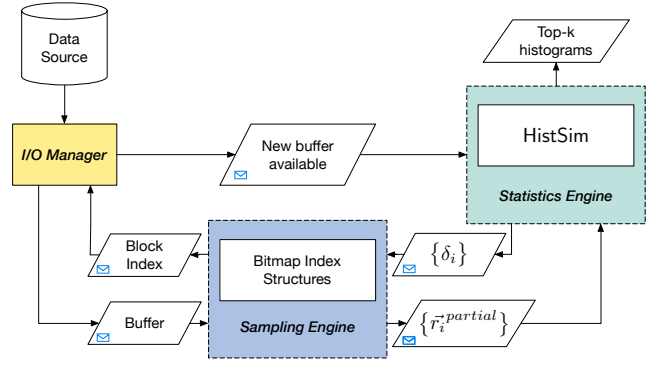 Data
Source
Top-k
histograms
I/O Manager
New buffer
available
HistSim
Statistics Engine
Block
Index
Bitmap Index
Structures
{δ_i}
Buffer
Sampling Engine
{r⃗_i^{partial}}